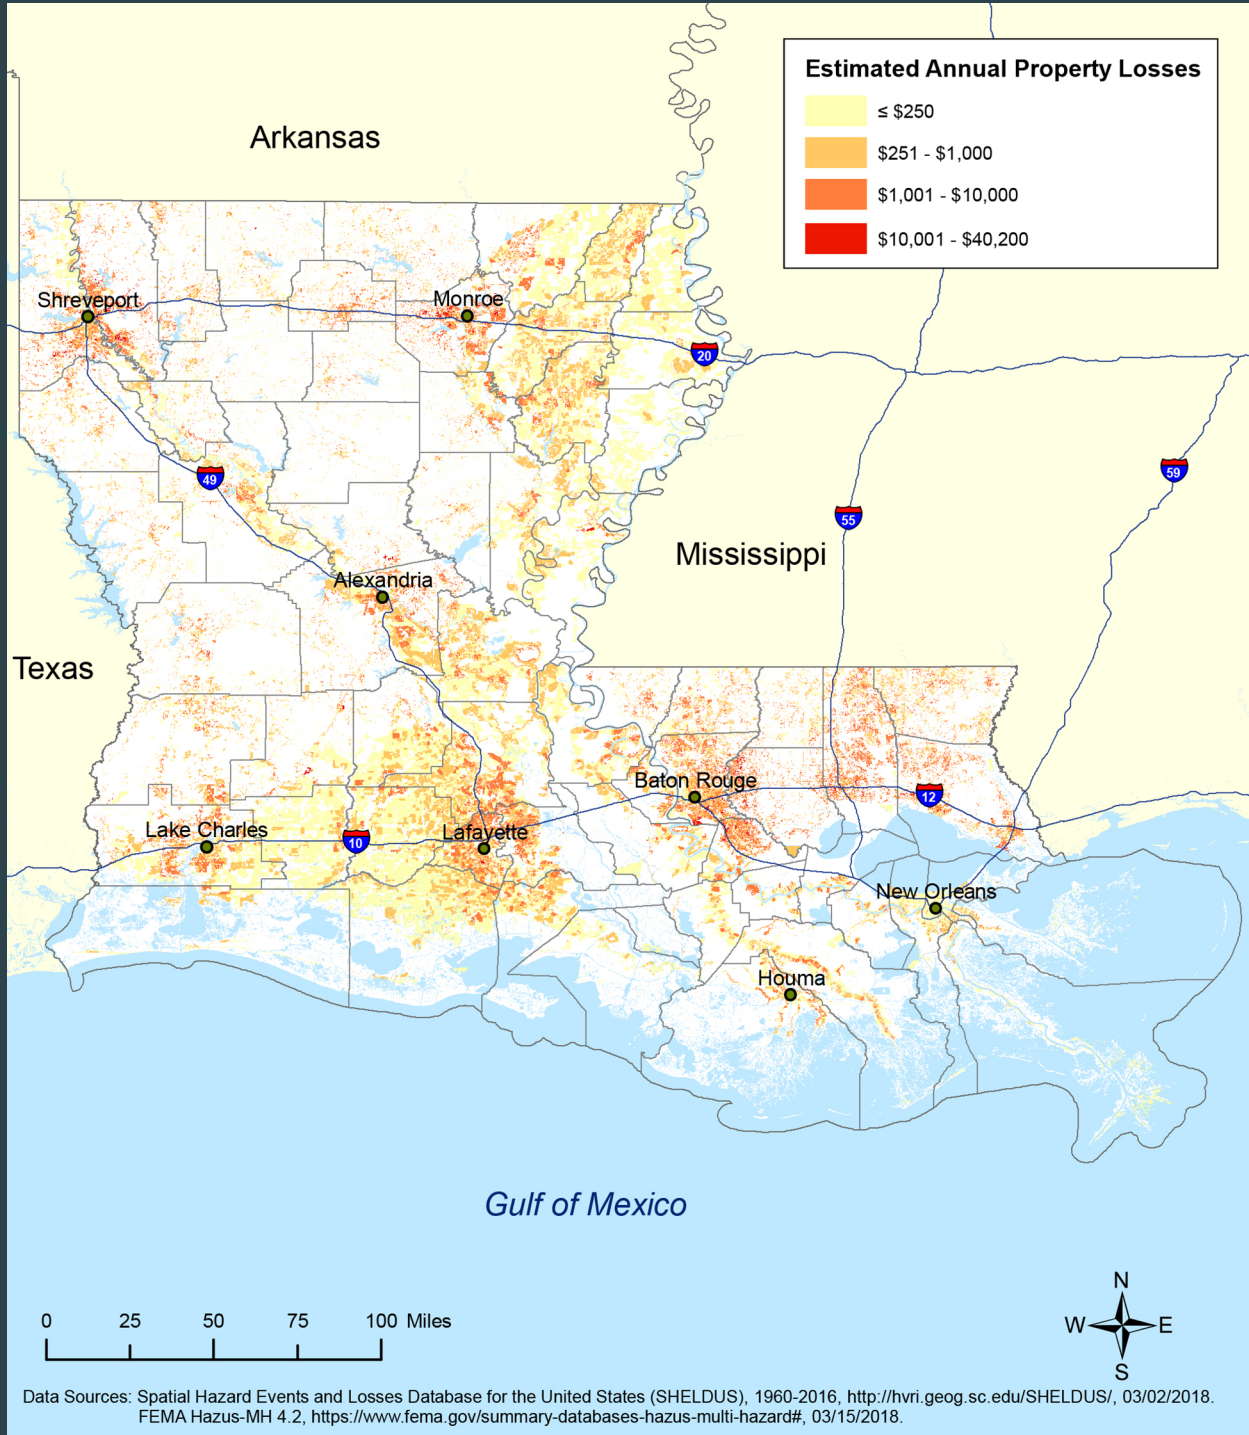 Estimated Annual Property Losses
≤ $250
$251 - $1,000
$1,001 - $10,000
$10,001 - $40,200
Arkansas
Shreveport
Monroe
20
49
59
55
Mississippi
Alexandria
Texas
Baton Rouge
12
Lake Charles
10
Lafayette
New Orleans
Houma
Gulf of Mexico
N
W E
S
0 25 50 75 100 Miles
Data Sources: Spatial Hazard Events and Losses Database for the United States (SHELDUS), 1960-2016, http://hvri.geog.sc.edu/SHELDUS/, 03/02/2018.
FEMA Hazus-MH 4.2, https://www.fema.gov/summary-databases-hazus-multi-hazard#, 03/15/2018.